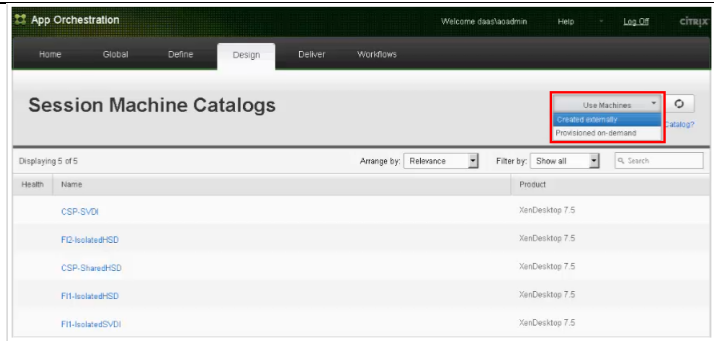 App Orchestration Welcome daas\aoadmin Help Log Off CİTRIX
Home Global Define Design Deliver Workflows
Session Machine Catalogs
Use Machines
Created externally
Catalog?
Provisioned on-demand
Displaying 5 of 5 Arrange by: Relevance Filter by: Show all Search
Health Name Product
CSP-SVDI XenDesktop 7.5
FI2-IsolatedHSD XenDesktop 7.5
CSP-SharedHSD XenDesktop 7.5
FI1-IsolatedHSD XenDesktop 7.5
FI1-IsolatedSVDI XenDesktop 7.5